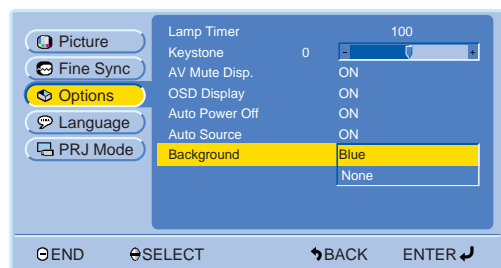 Picture
Fine Sync
Options
Language
PRJ Mode
Lamp Timer 100
Keystone 0 - +
AV Mute Disp. ON
OSD Display ON
Auto Power Off ON
Auto Source ON
Background Blue
None
END SELECT BACK ENTER